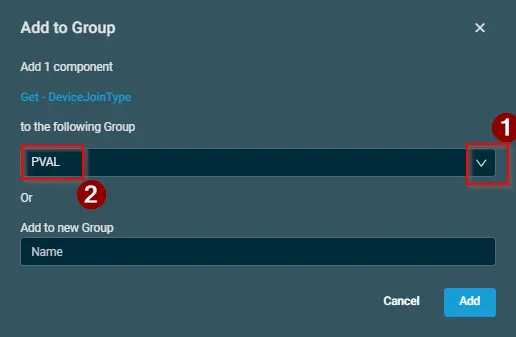 Add to Group
Add 1 component
Get - DeviceJoinType
to the following Group
1
PVAL
2
Or
Add to new Group
Name
Cancel Add